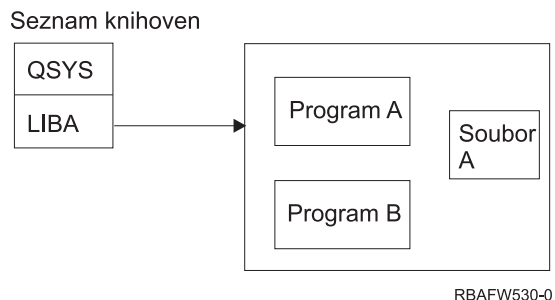 Seznam knihoven
QSYS
LIBA
Program A
Program B
Soubor
A
RBAFW530-0